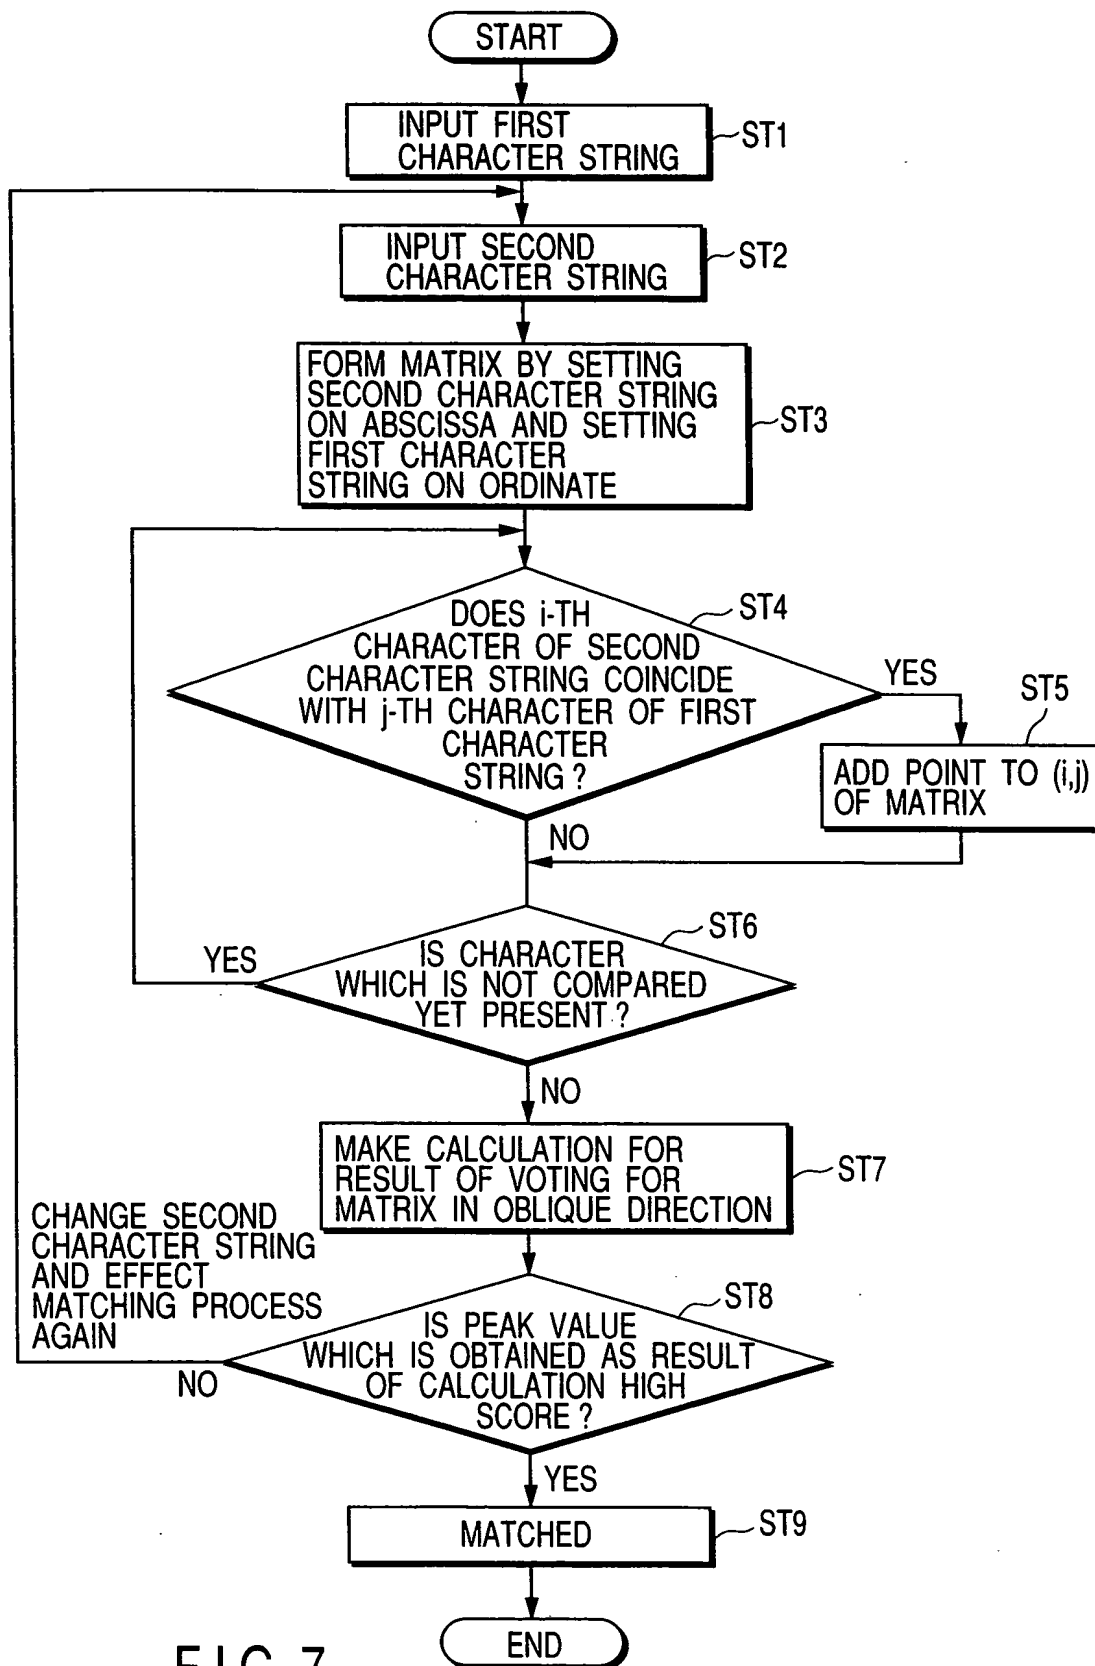 START
INPUT FIRST
CHARACTER STRING
ST1
INPUT SECOND
CHARACTER STRING
ST2
FORM MATRIX BY SETTING
SECOND CHARACTER STRING
ON ABSCISSA AND SETTING
FIRST CHARACTER
STRING ON ORDINATE
ST3
DOES i-TH
CHARACTER OF SECOND
CHARACTER STRING COINCIDE
WITH j-TH CHARACTER OF FIRST
CHARACTER
STRING?
ST4
YES
ST5
ADD POINT TO (i,j)
OF MATRIX
NO
IS CHARACTER
WHICH IS NOT COMPARED
YET PRESENT?
ST6
YES
NO
MAKE CALCULATION FOR
RESULT OF VOTING FOR
MATRIX IN OBLIQUE DIRECTION
ST7
CHANGE SECOND
CHARACTER STRING
AND EFFECT
MATCHING PROCESS
AGAIN
IS PEAK VALUE
WHICH IS OBTAINED AS RESULT
OF CALCULATION HIGH
SCORE?
ST8
NO
YES
MATCHED
ST9
END
FIG. 7